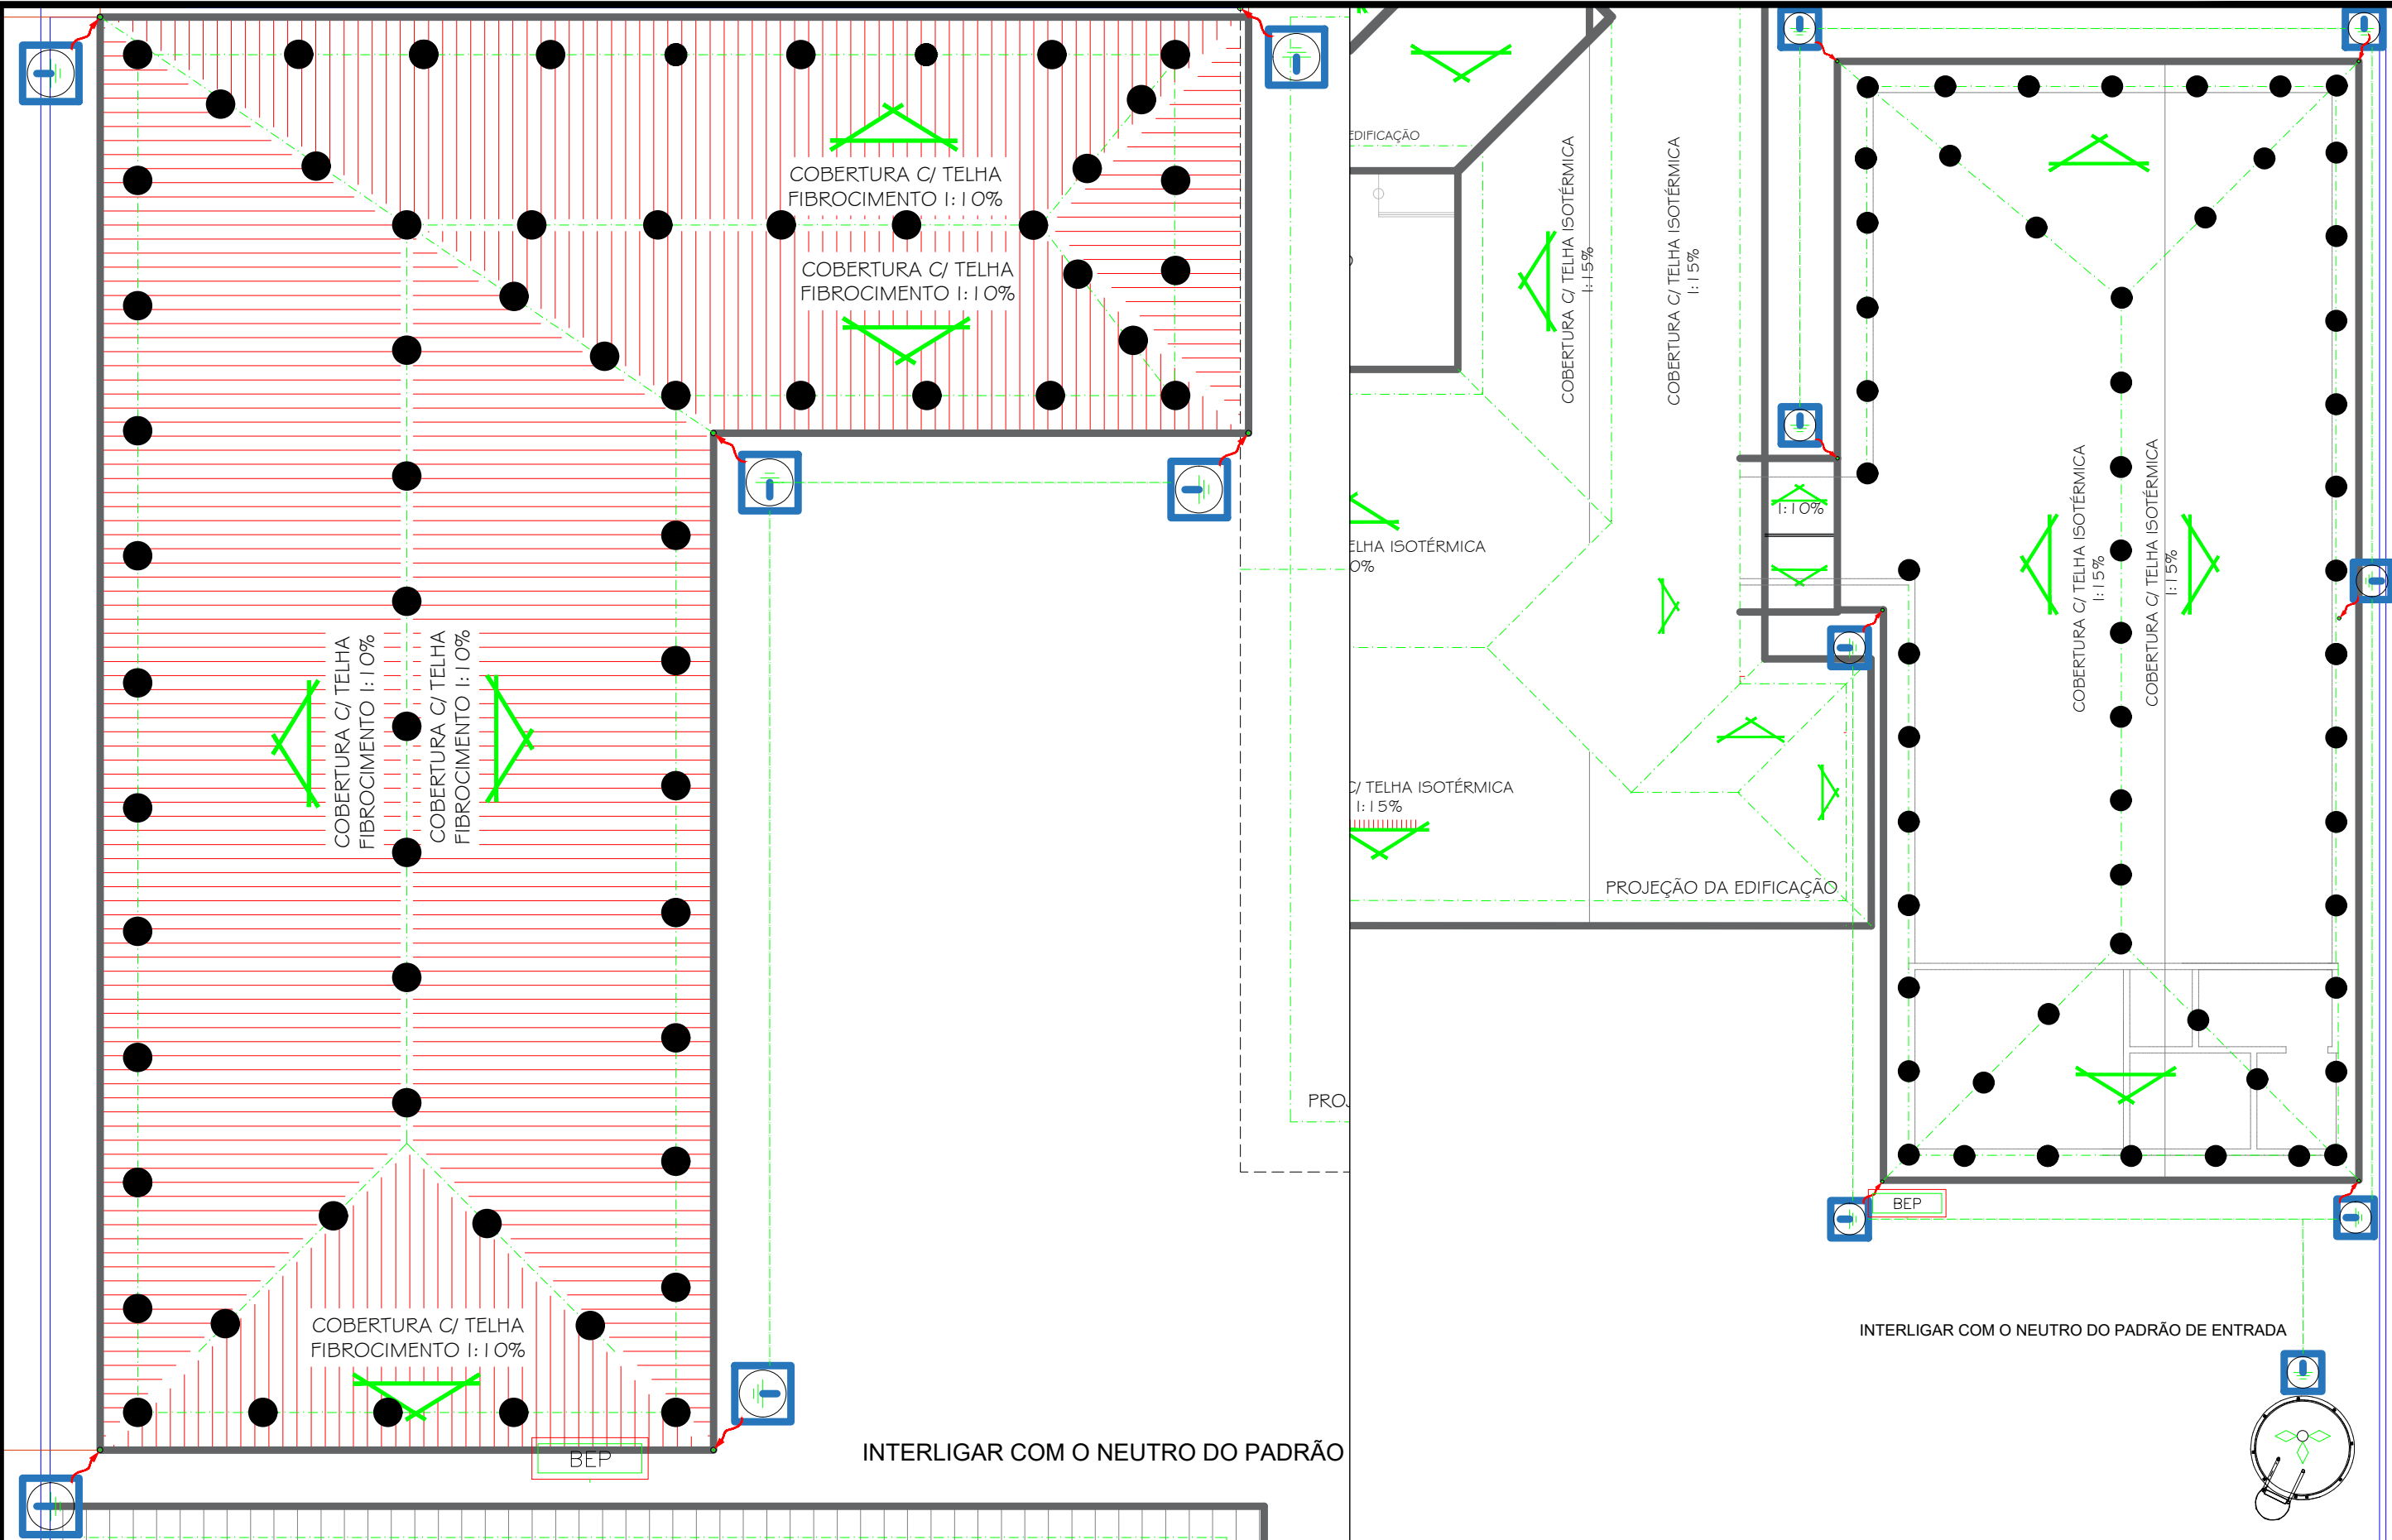 COBERTURA C/ TELHA
FIBROCIMENTO I:10%
COBERTURA C/ TELHA
FIBROCIMENTO I:10%
COBERTURA C/ TELHA
FIBROCIMENTO I:10%
COBERTURA C/ TELHA
FIBROCIMENTO I:10%
COBERTURA C/ TELHA
FIBROCIMENTO I:10%
BEP
INTERLIGAR COM O NEUTRO DO PADRÃO
PROJ
EDIFICAÇÃO
COBERTURA C/ TELHA ISOTÉRMICA
I:15%
COBERTURA C/ TELHA ISOTÉRMICA
I:15%
ELHA ISOTÉRMICA
0%
I:10%
C/ TELHA ISOTÉRMICA
I:15%
PROJEÇÃO DA EDIFICAÇÃO
COBERTURA C/ TELHA ISOTÉRMICA
I:15%
COBERTURA C/ TELHA ISOTÉRMICA
I:15%
BEP
INTERLIGAR COM O NEUTRO DO PADRÃO DE ENTRADA